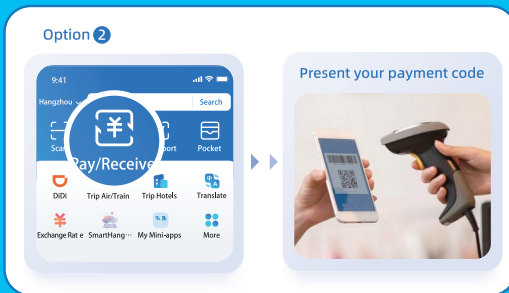 Option 2
Present your payment code
9:41
Hangzhou
Search
Scan
Pay/Receive
port
Pocket
DiDi
Trip Air/Train
Trip Hotels
Translate
Exchange Rat e
SmartHang···
My Mini-apps
More